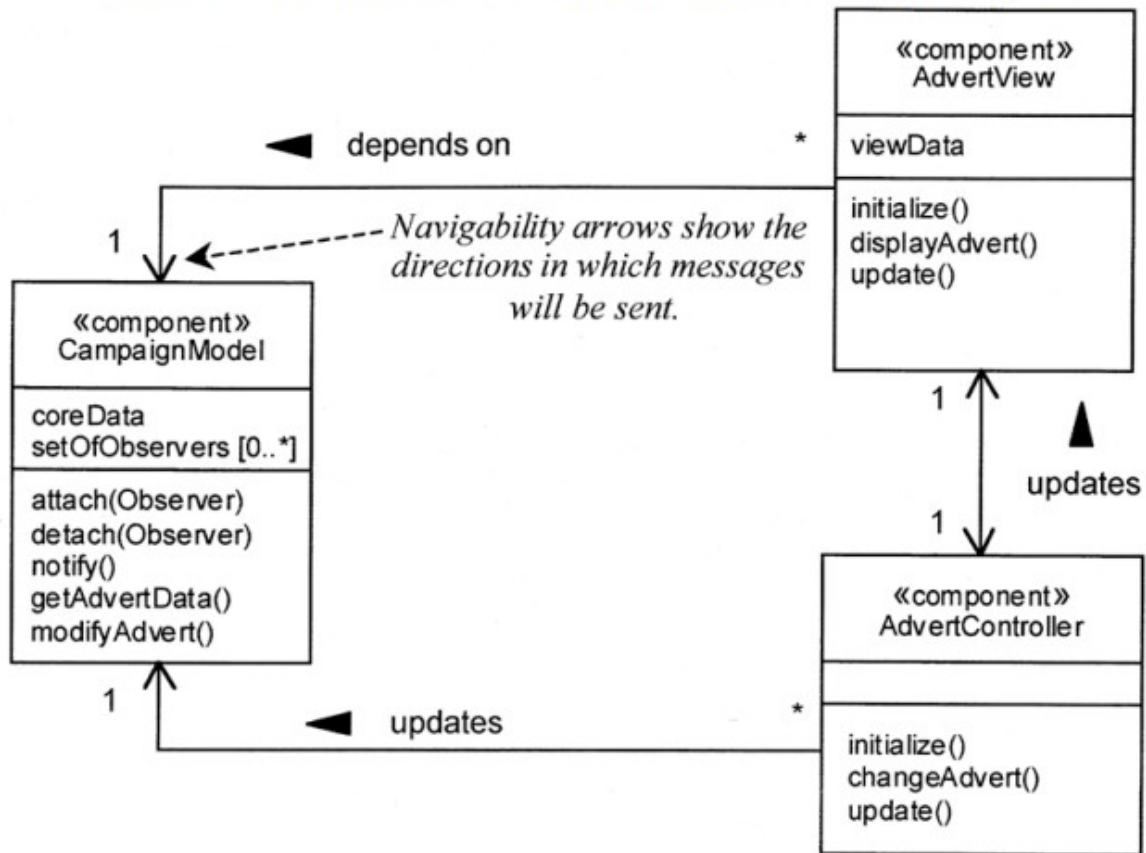 «component»
AdvertView
viewData
initialize()
displayAdvert()
update()
depends on
*
1
Navigability arrows show the
directions in which messages
will be sent.
«component»
CampaignModel
coreData
setOfObservers [0..*]
attach(Observer)
detach(Observer)
notify()
getAdvertData()
modifyAdvert()
1
updates
1
«component»
AdvertController
initialize()
changeAdvert()
update()
1
updates
*